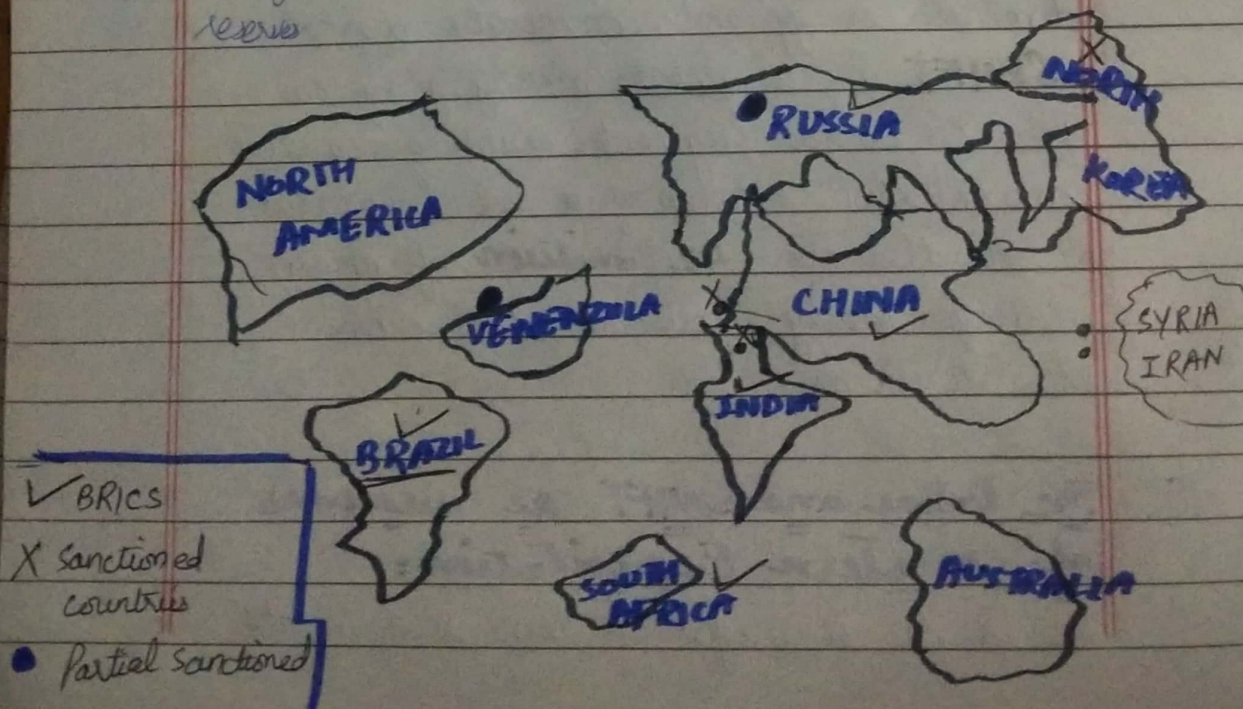 reserves
NORTH
NORTH
AMERICA
RUSSIA
KOREA
VENENZULA
CHINA
SYRIA
IRAN
INDIA
BRAZIL
✓ BRICS
X Sanctioned
countries
• Partial Sanctioned
SOUTH
AFRICA
AUSTRALIA